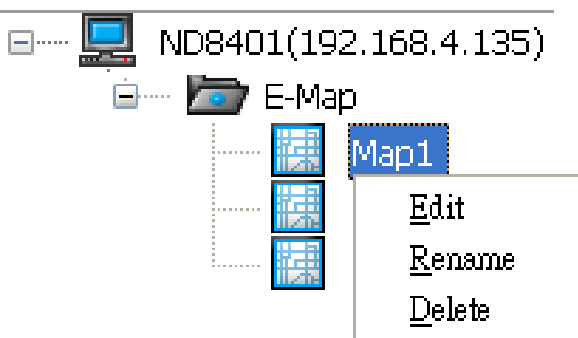 ND8401(192.168.4.135)
E-Map
Map1
Edit
Rename
Delete